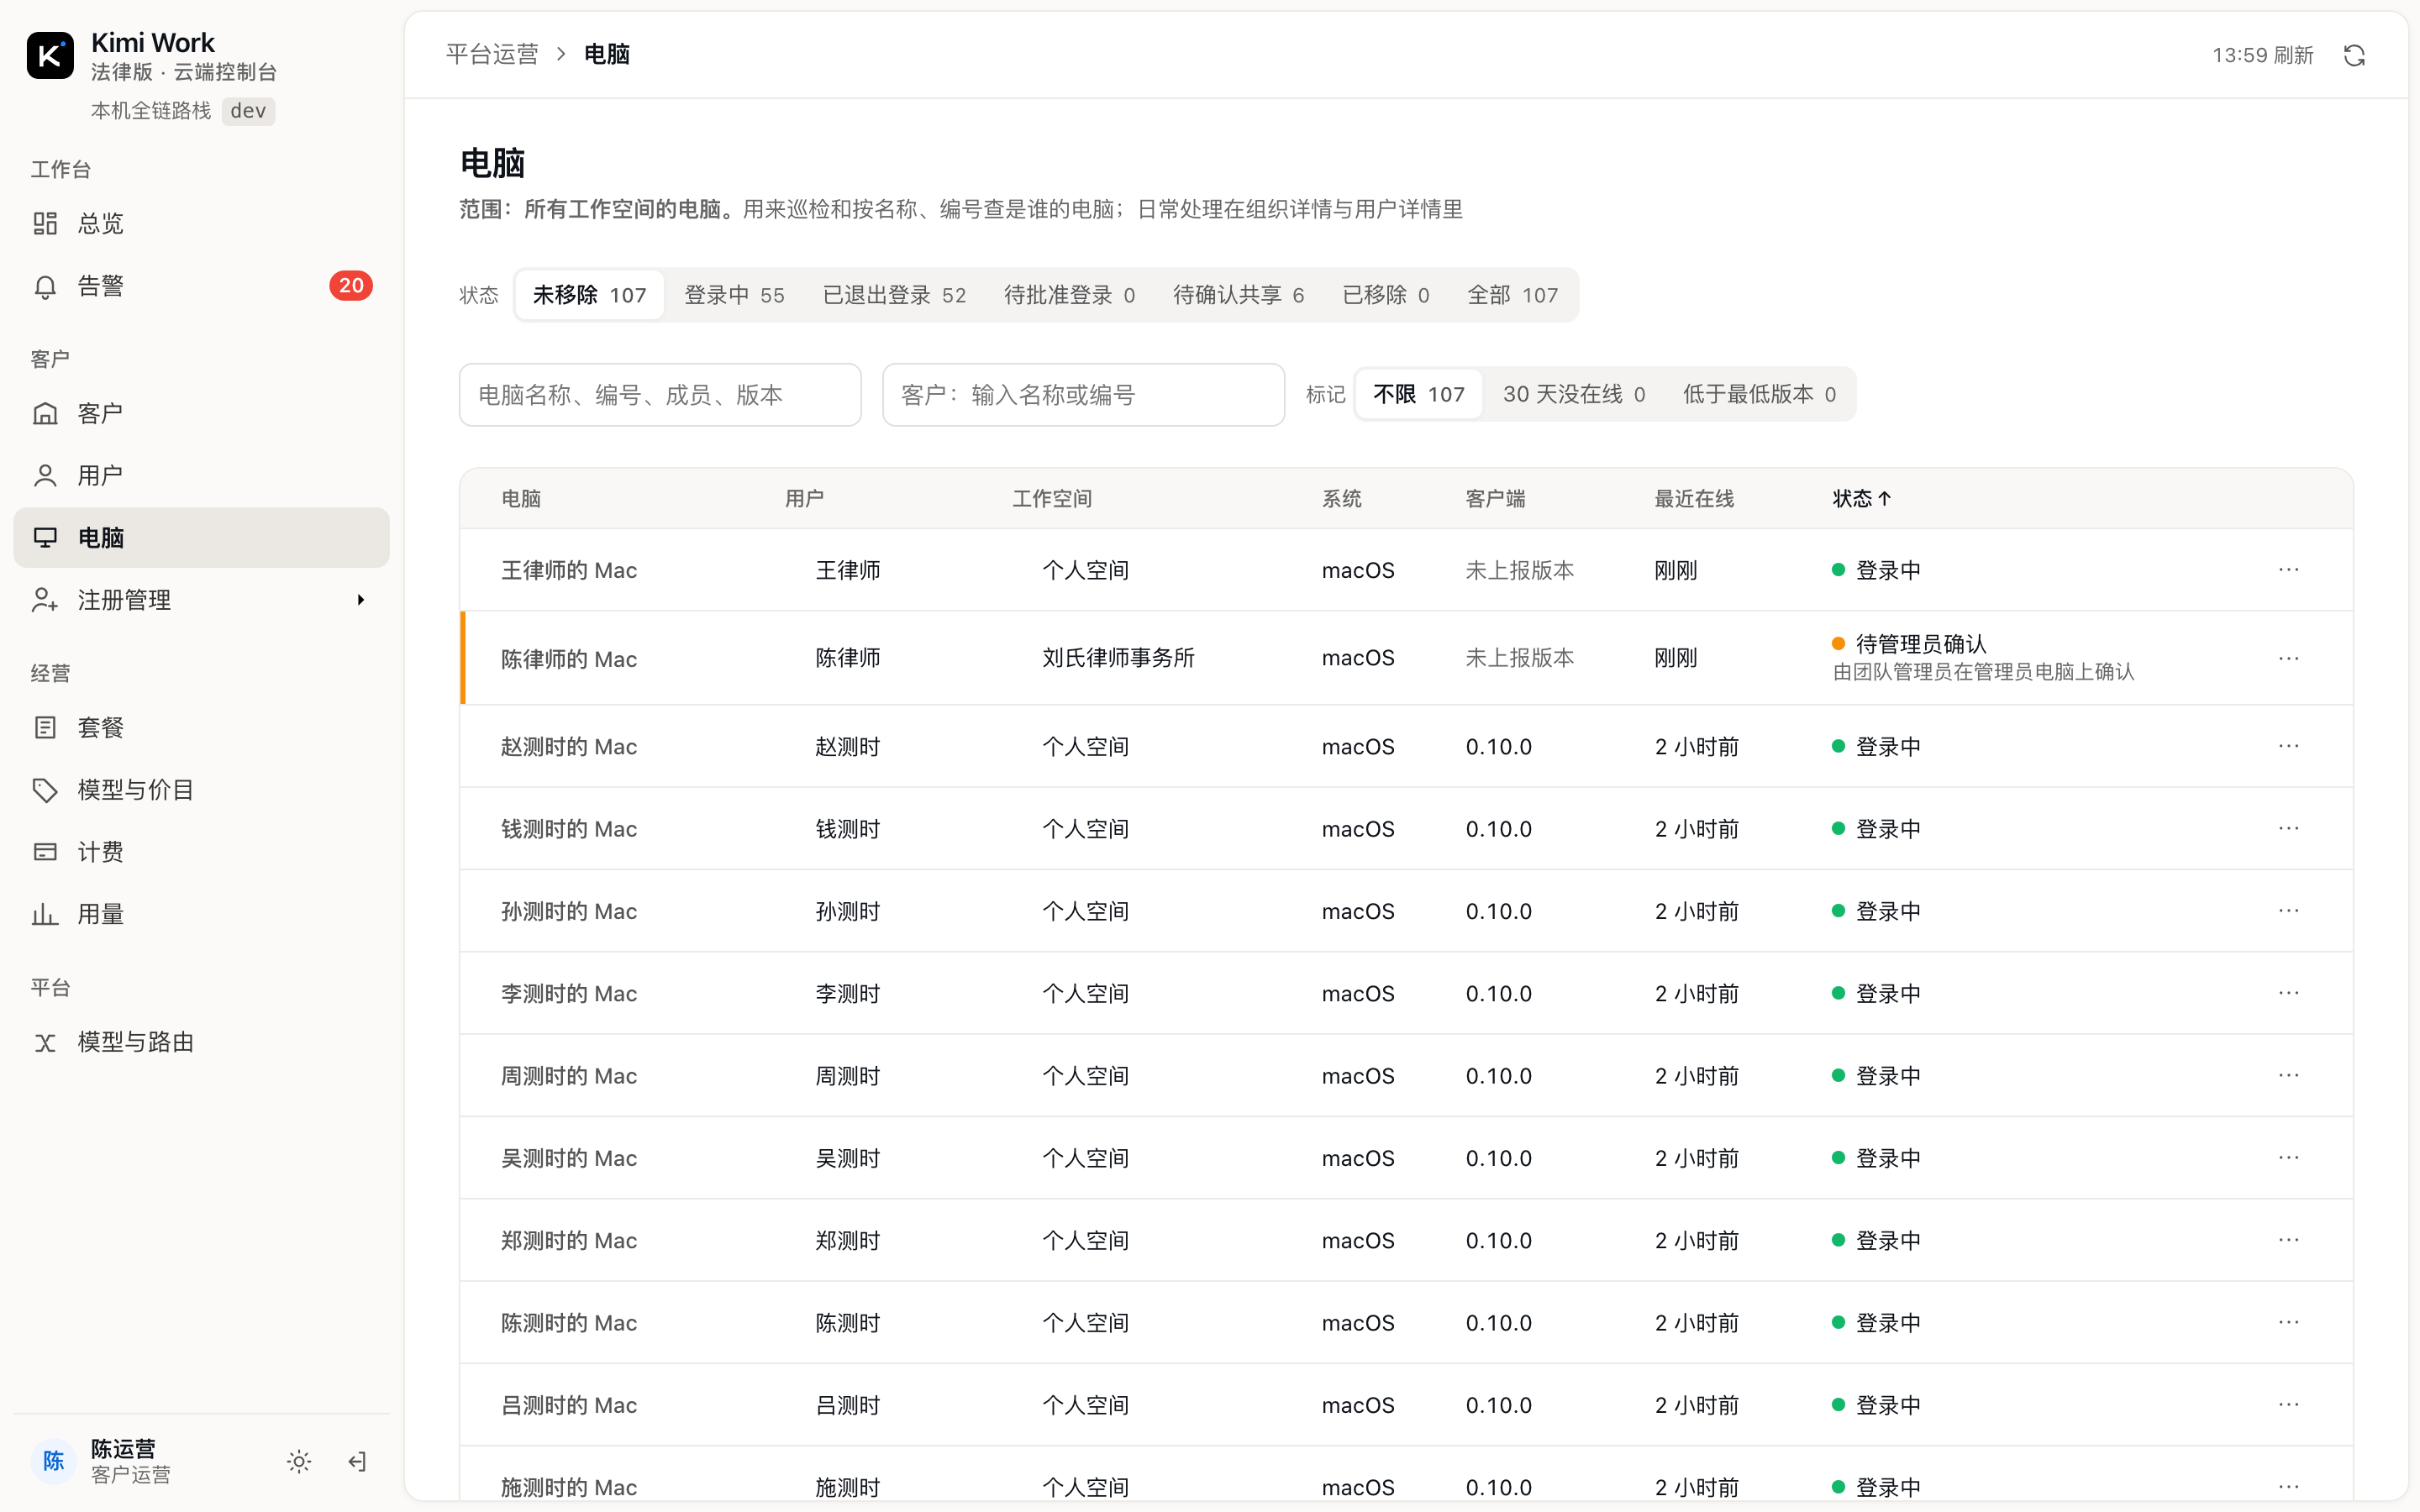 Kimi Work
法律版 · 云端控制台
本机全链路栈 dev
工作台
总览
告警 20
客户
客户
用户
电脑
注册管理
经营
套餐
模型与价目
计费
用量
平台
模型与路由
陈 陈运营
客户运营
平台运营 > 电脑
13:59 刷新
电脑
范围：所有工作空间的电脑。用来巡检和按名称、编号查是谁的电脑；日常处理在组织详情与用户详情里
状态 未移除 107 登录中 55 已退出登录 52 待批准登录 0 待确认共享 6 已移除 0 全部 107
电脑名称、编号、成员、版本 客户：输入名称或编号 标记 不限 107 30 天没在线 0 低于最低版本 0
电脑 用户 工作空间 系统 客户端 最近在线 状态 ↑
王律师的 Mac 王律师 个人空间 macOS 未上报版本 刚刚 登录中 ···
陈律师的 Mac 陈律师 刘氏律师事务所 macOS 未上报版本 刚刚 待管理员确认 ···
由团队管理员在管理员电脑上确认
赵测时的 Mac 赵测时 个人空间 macOS 0.10.0 2 小时前 登录中 ···
钱测时的 Mac 钱测时 个人空间 macOS 0.10.0 2 小时前 登录中 ···
孙测时的 Mac 孙测时 个人空间 macOS 0.10.0 2 小时前 登录中 ···
李测时的 Mac 李测时 个人空间 macOS 0.10.0 2 小时前 登录中 ···
周测时的 Mac 周测时 个人空间 macOS 0.10.0 2 小时前 登录中 ···
吴测时的 Mac 吴测时 个人空间 macOS 0.10.0 2 小时前 登录中 ···
郑测时的 Mac 郑测时 个人空间 macOS 0.10.0 2 小时前 登录中 ···
陈测时的 Mac 陈测时 个人空间 macOS 0.10.0 2 小时前 登录中 ···
吕测时的 Mac 吕测时 个人空间 macOS 0.10.0 2 小时前 登录中 ···
施测时的 Mac 施测时 个人空间 macOS 0.10.0 2 小时前 登录中 ···